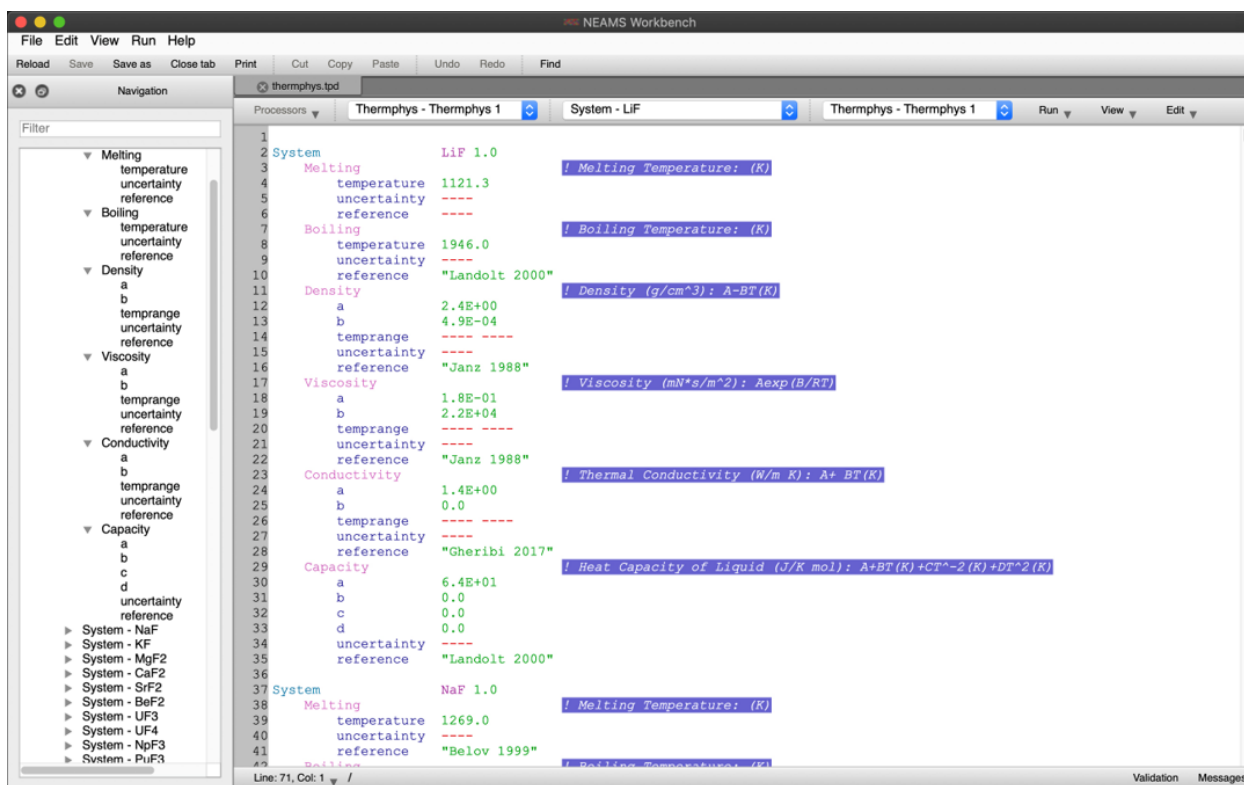 NEAMS Workbench
File Edit View Run Help
Reload Save Save as Close tab Print Cut Copy Paste Undo Redo Find
Navigation
thermphys.tpd
Processors Thermphys - Thermphys 1 System - LiF Thermphys - Thermphys 1 Run View Edit
Filter
Melting
temperature
uncertainty
reference
Boiling
temperature
uncertainty
reference
Density
a
b
temprange
uncertainty
reference
Viscosity
a
b
temprange
uncertainty
reference
Conductivity
a
b
temprange
uncertainty
reference
Capacity
a
b
c
d
uncertainty
reference
System - NaF
System - KF
System - MgF2
System - CaF2
System - SrF2
System - BeF2
System - UF3
System - UF4
System - NpF3
System - PuF3
1
2 System LiF 1.0
3 Melting ! Melting Temperature: (K)
4 temperature 1121.3
5 uncertainty ----
6 reference ----
7 Boiling ! Boiling Temperature: (K)
8 temperature 1946.0
9 uncertainty ----
10 reference "Landolt 2000"
11 Density ! Density (g/cm^3): A-BT(K)
12 a 2.4E+00
13 b 4.9E-04
14 temprange ---- ----
15 uncertainty ----
16 reference "Janz 1988"
17 Viscosity ! Viscosity (mN*s/m^2): Aexp(B/RT)
18 a 1.8E-01
19 b 2.2E+04
20 temprange ---- ----
21 uncertainty ----
22 reference "Janz 1988"
23 Conductivity ! Thermal Conductivity (W/m K): A+ BT(K)
24 a 1.4E+00
25 b 0.0
26 temprange ---- ----
27 uncertainty ----
28 reference "Gheribi 2017"
29 Capacity ! Heat Capacity of Liquid (J/K mol): A+BT(K)+CT^-2(K)+DT^2(K)
30 a 6.4E+01
31 b 0.0
32 c 0.0
33 d 0.0
34 uncertainty ----
35 reference "Landolt 2000"
36
37 System NaF 1.0
38 Melting ! Melting Temperature: (K)
39 temperature 1269.0
40 uncertainty ----
41 reference "Belov 1999"
42 Boiling ! Boiling Temperature: (K)
Line: 71, Col: 1 / Validation Messages